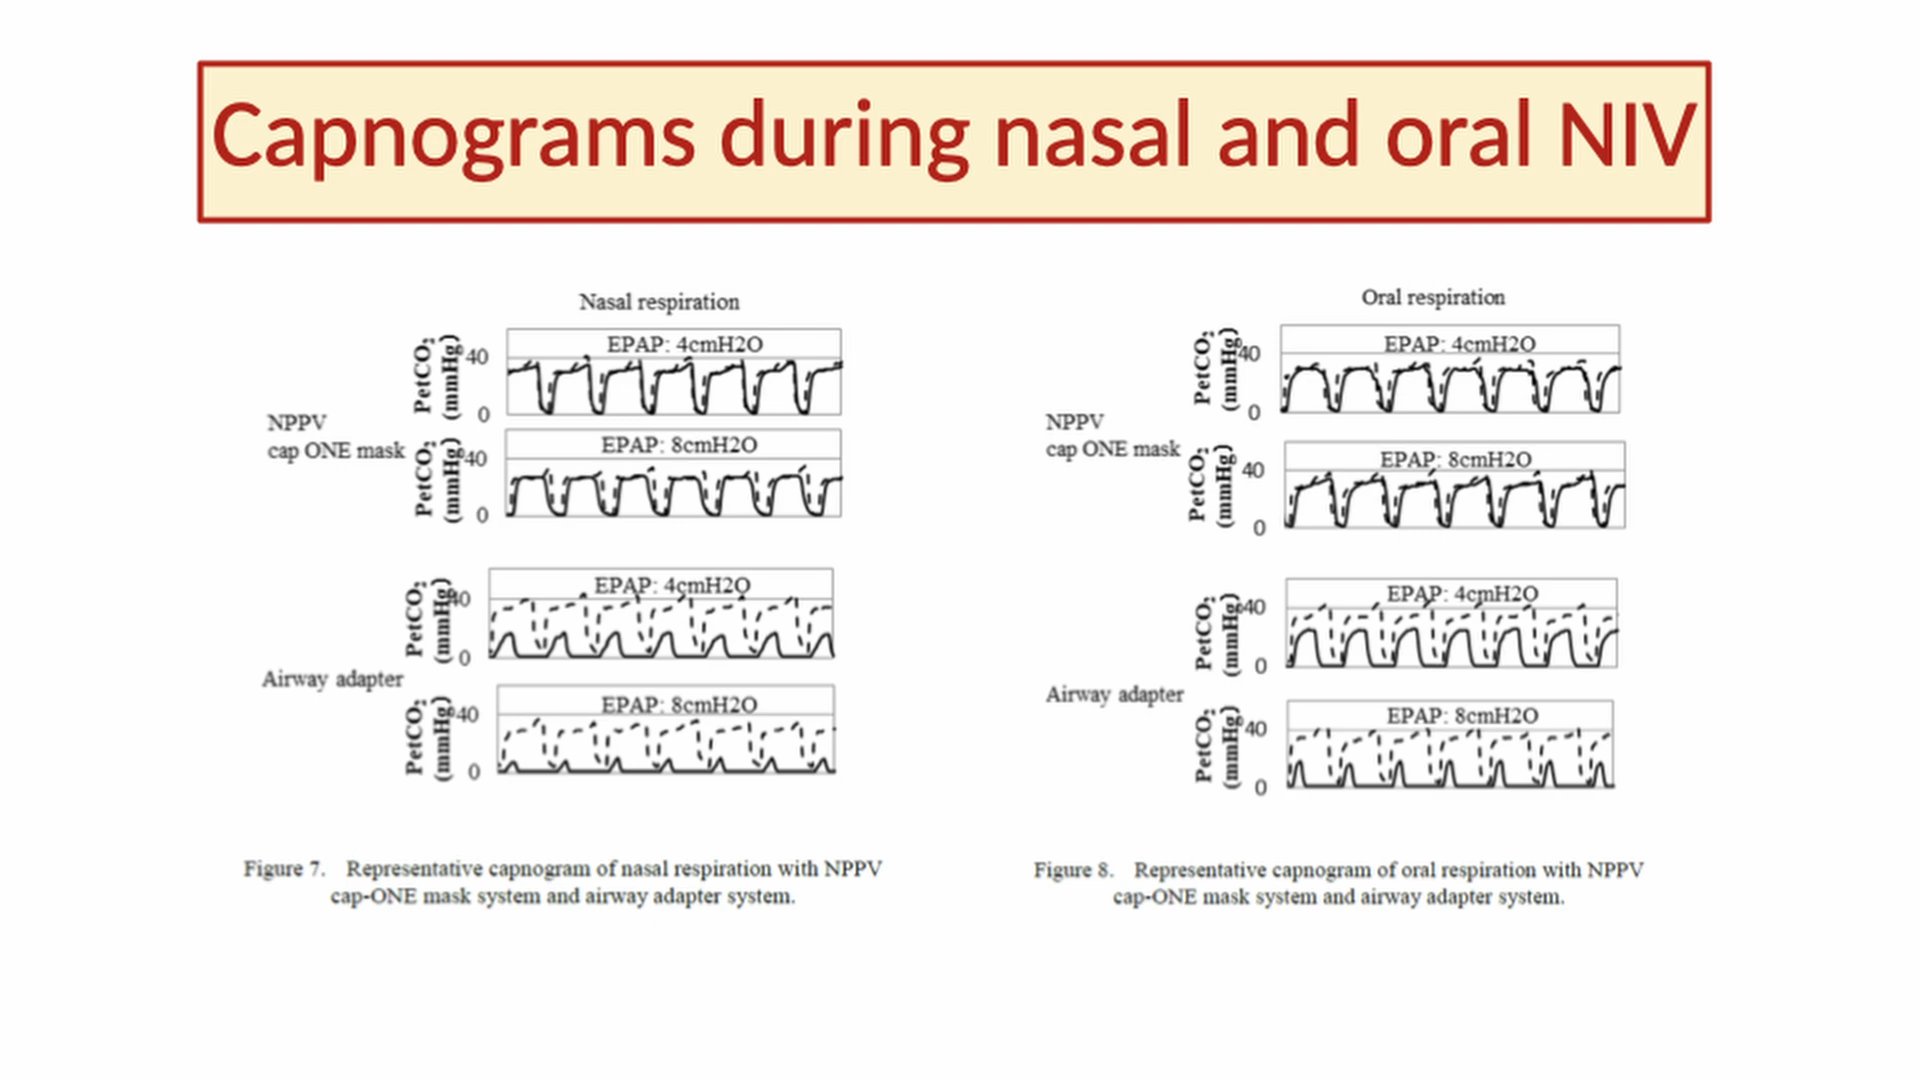 Capnograms during nasal and oral NIV
Nasal respiration
NPPV
cap ONE mask
PetCO2
(mmHg)
EPAP: 4cmH2O
40
0
PetCO2
(mmHg)
EPAP: 8cmH2O
40
0
Airway adapter
PetCO2
(mmHg)
EPAP: 4cmH2O
40
0
PetCO2
(mmHg)
EPAP: 8cmH2O
40
0
Figure 7. Representative capnogram of nasal respiration with NPPV
cap-ONE mask system and airway adapter system.
Oral respiration
NPPV
cap ONE mask
PetCO2
(mmHg)
EPAP: 4cmH2O
40
0
PetCO2
(mmHg)
EPAP: 8cmH2O
40
0
Airway adapter
PetCO2
(mmHg)
EPAP: 4cmH2O
40
0
PetCO2
(mmHg)
EPAP: 8cmH2O
40
0
Figure 8. Representative capnogram of oral respiration with NPPV
cap-ONE mask system and airway adapter system.